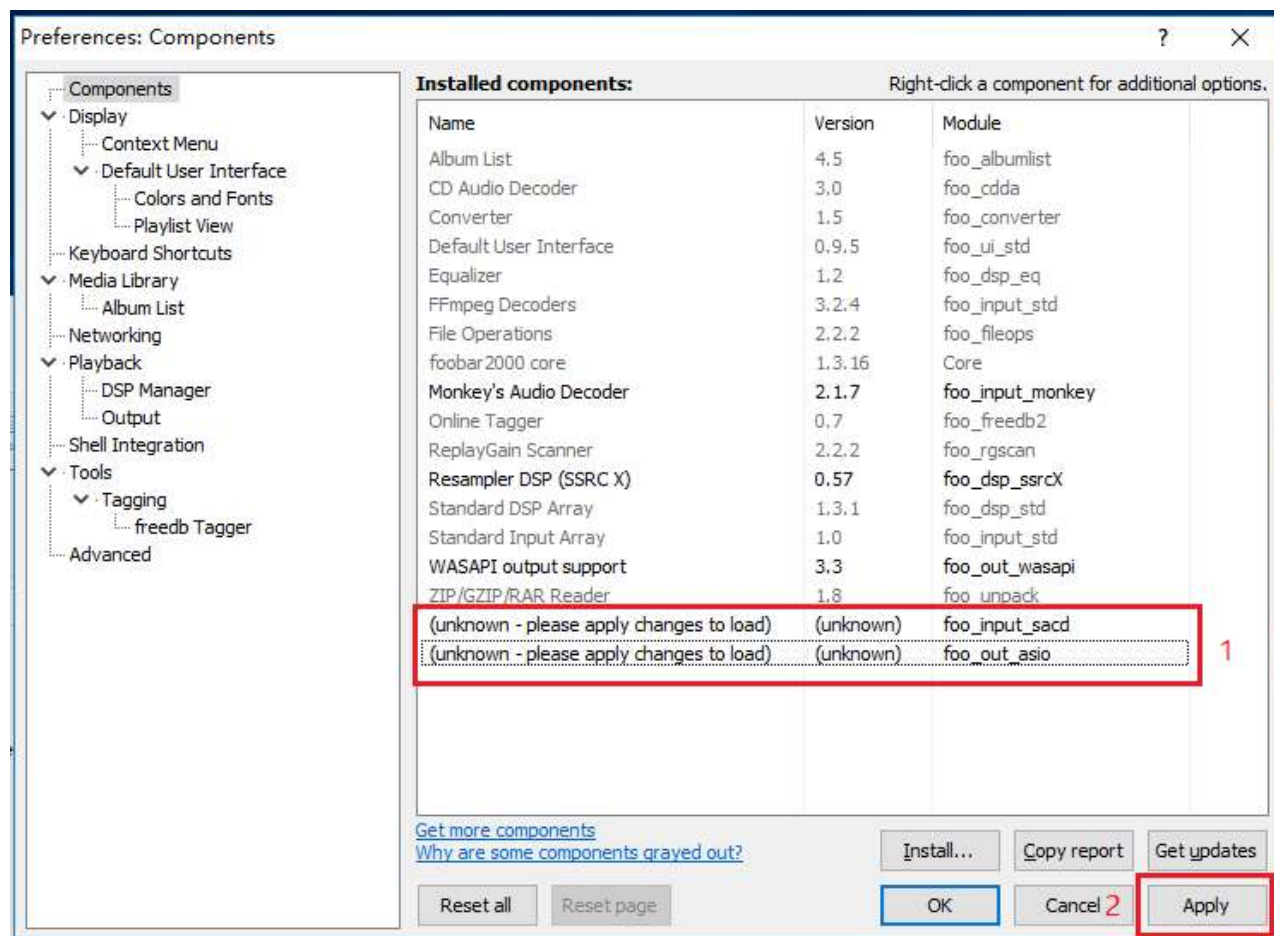 Preferences: Components
?
Components
Display
Context Menu
Default User Interface
Colors and Fonts
Playlist View
Keyboard Shortcuts
Media Library
Album List
Networking
Playback
DSP Manager
Output
Shell Integration
Tools
Tagging
freedb Tagger
Advanced
Installed components: Right-click a component for additional options.
Name Version Module
Album List 4.5 foo_albumlist
CD Audio Decoder 3.0 foo_cdda
Converter 1.5 foo_converter
Default User Interface 0.9.5 foo_ui_std
Equalizer 1.2 foo_dsp_eq
FFmpeg Decoders 3.2.4 foo_input_std
File Operations 2.2.2 foo_fileops
foobar2000 core 1.3.16 Core
Monkey's Audio Decoder 2.1.7 foo_input_monkey
Online Tagger 0.7 foo_freedb2
ReplayGain Scanner 2.2.2 foo_rgscan
Resampler DSP (SSRC X) 0.57 foo_dsp_ssrcX
Standard DSP Array 1.3.1 foo_dsp_std
Standard Input Array 1.0 foo_input_std
WASAPI output support 3.3 foo_out_wasapi
ZIP/GZIP/RAR Reader 1.8 foo_unpack
(unknown - please apply changes to load) (unknown) foo_input_sacd
(unknown - please apply changes to load) (unknown) foo_out_asio
1
Get more components
Why are some components grayed out?
Install... Copy report Get updates
Reset all Reset page OK Cancel 2 Apply